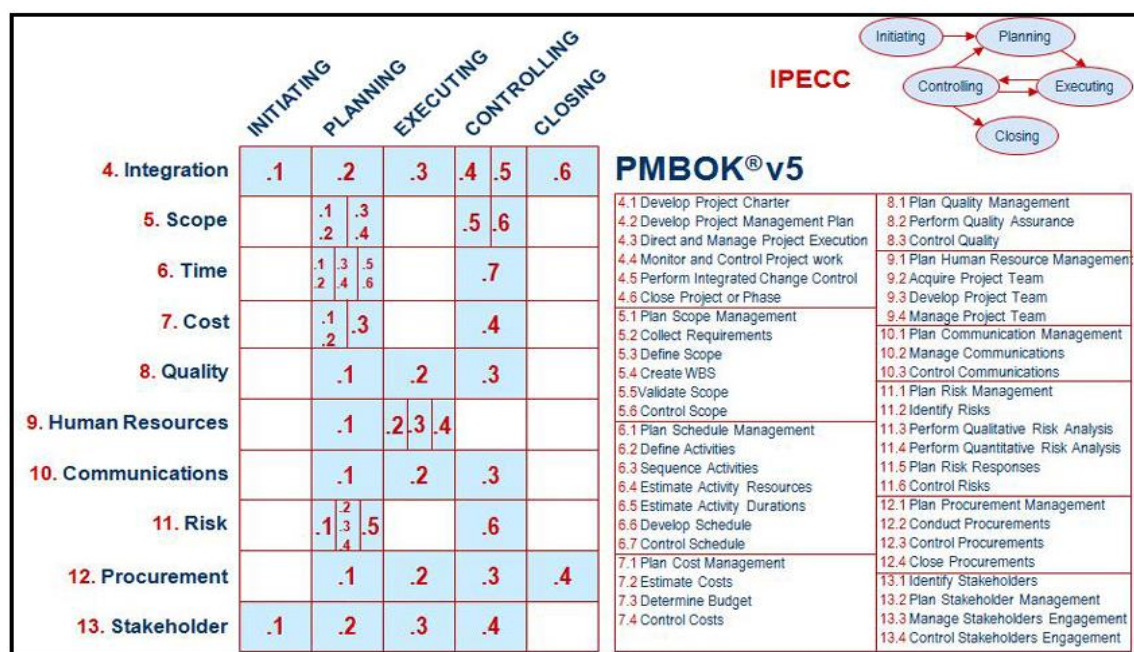 Initiating
Planning
IPECC
Controlling
Executing
Closing
INITIATING
PLANNING
EXECUTING
CONTROLLING
CLOSING
4. Integration .1 .2 .3 .4 .5 .6
5. Scope .1 .3 .5 .6
.2 .4
6. Time .1 .3 .5 .7
.2 .4 .6
7. Cost .1 .3 .4
.2
8. Quality .1 .2 .3
9. Human Resources .1 .2 .3 .4
10. Communications .1 .2 .3
11. Risk .1 .2 .5 .6
.3
.4
12. Procurement .1 .2 .3 .4
13. Stakeholder .1 .2 .3 .4
PMBOK® v5
4.1 Develop Project Charter
4.2 Develop Project Management Plan
4.3 Direct and Manage Project Execution
4.4 Monitor and Control Project work
4.5 Perform Integrated Change Control
4.6 Close Project or Phase
5.1 Plan Scope Management
5.2 Collect Requirements
5.3 Define Scope
5.4 Create WBS
5.5Validate Scope
5.6 Control Scope
6.1 Plan Schedule Management
6.2 Define Activities
6.3 Sequence Activities
6.4 Estimate Activity Resources
6.5 Estimate Activity Durations
6.6 Develop Schedule
6.7 Control Schedule
7.1 Plan Cost Management
7.2 Estimate Costs
7.3 Determine Budget
7.4 Control Costs
8.1 Plan Quality Management
8.2 Perform Quality Assurance
8.3 Control Quality
9.1 Plan Human Resource Management
9.2 Acquire Project Team
9.3 Develop Project Team
9.4 Manage Project Team
10.1 Plan Communication Management
10.2 Manage Communications
10.3 Control Communications
11.1 Plan Risk Management
11.2 Identify Risks
11.3 Perform Qualitative Risk Analysis
11.4 Perform Quantitative Risk Analysis
11.5 Plan Risk Responses
11.6 Control Risks
12.1 Plan Procurement Management
12.2 Conduct Procurements
12.3 Control Procurements
12.4 Close Procurements
13.1 Identify Stakeholders
13.2 Plan Stakeholder Management
13.3 Manage Stakeholders Engagement
13.4 Control Stakeholders Engagement